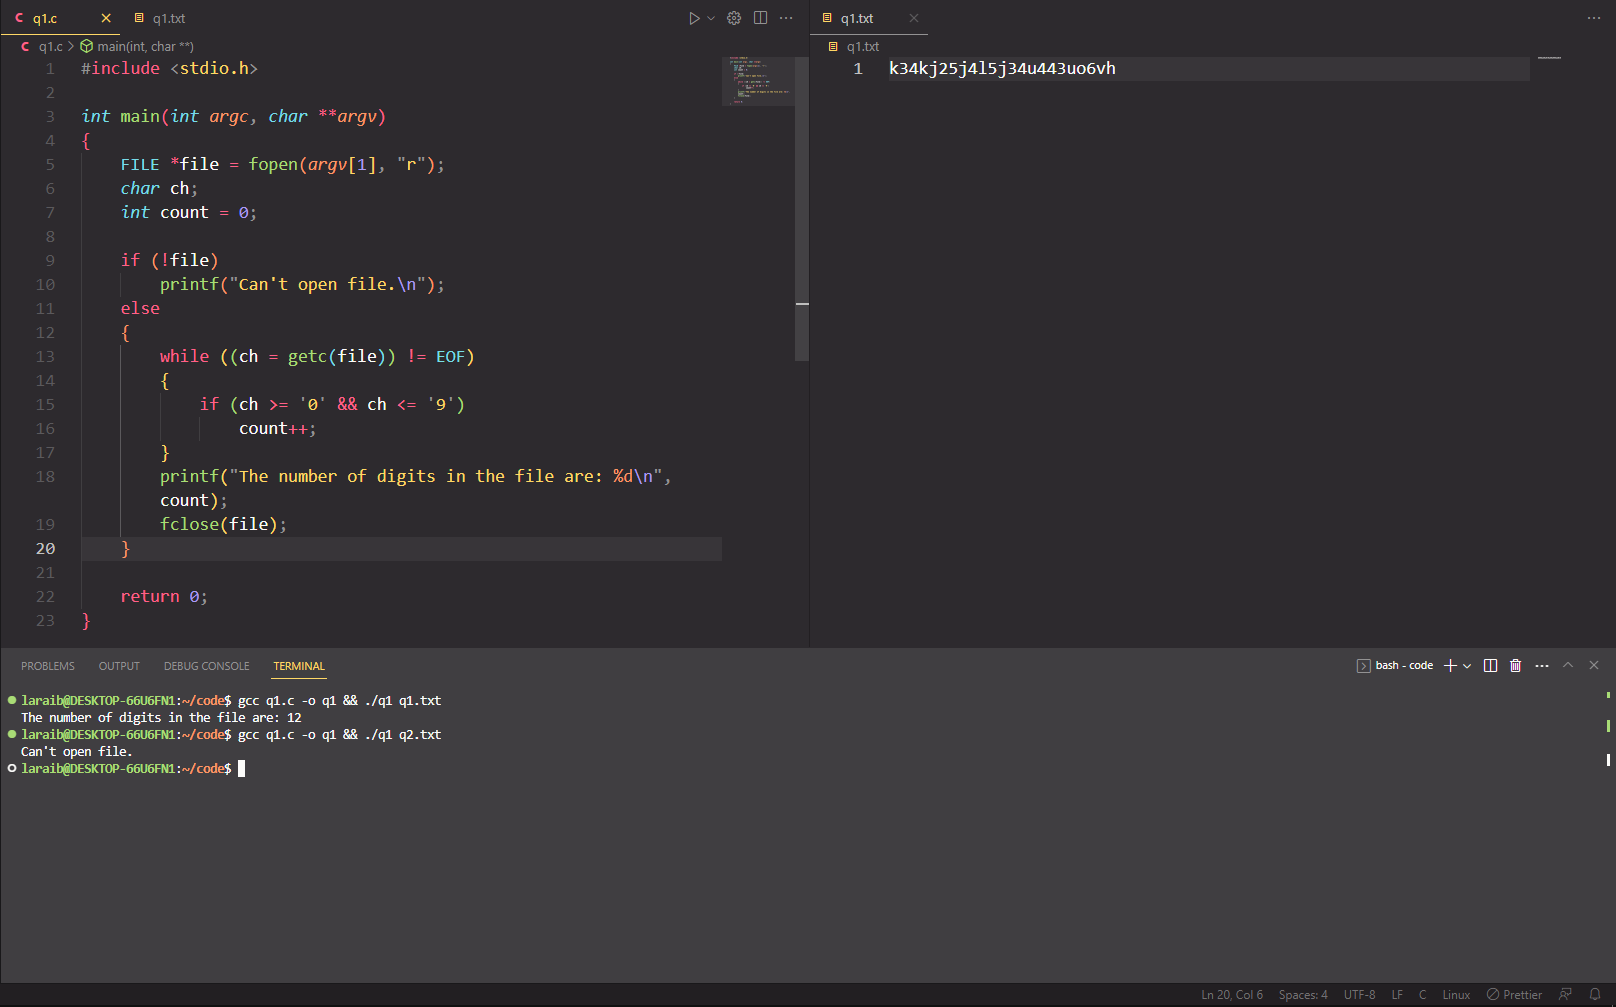 q1.c
q1.txt
q1.c > main(int, char **)
1 #include <stdio.h>
2
3 int main(int argc, char **argv)
4 {
5 FILE *file = fopen(argv[1], "r");
6 char ch;
7 int count = 0;
8
9 if (!file)
10 printf("Can't open file.\n");
11 else
12 {
13 while ((ch = getc(file)) != EOF)
14 {
15 if (ch >= '0' && ch <= '9')
16 count++;
17 }
18 printf("The number of digits in the file are: %d\n",
count);
19 fclose(file);
20 }
21
22 return 0;
23 }
q1.txt
q1.txt
1 k34kj25j4l5j34u443uo6vh
PROBLEMS OUTPUT DEBUG CONSOLE TERMINAL
bash - code
laraib@DESKTOP-66U6FN1:~/code$ gcc q1.c -o q1 && ./q1 q1.txt
The number of digits in the file are: 12
laraib@DESKTOP-66U6FN1:~/code$ gcc q1.c -o q1 && ./q1 q2.txt
Can't open file.
laraib@DESKTOP-66U6FN1:~/code$
Ln 20, Col 6 Spaces: 4 UTF-8 LF C Linux Prettier